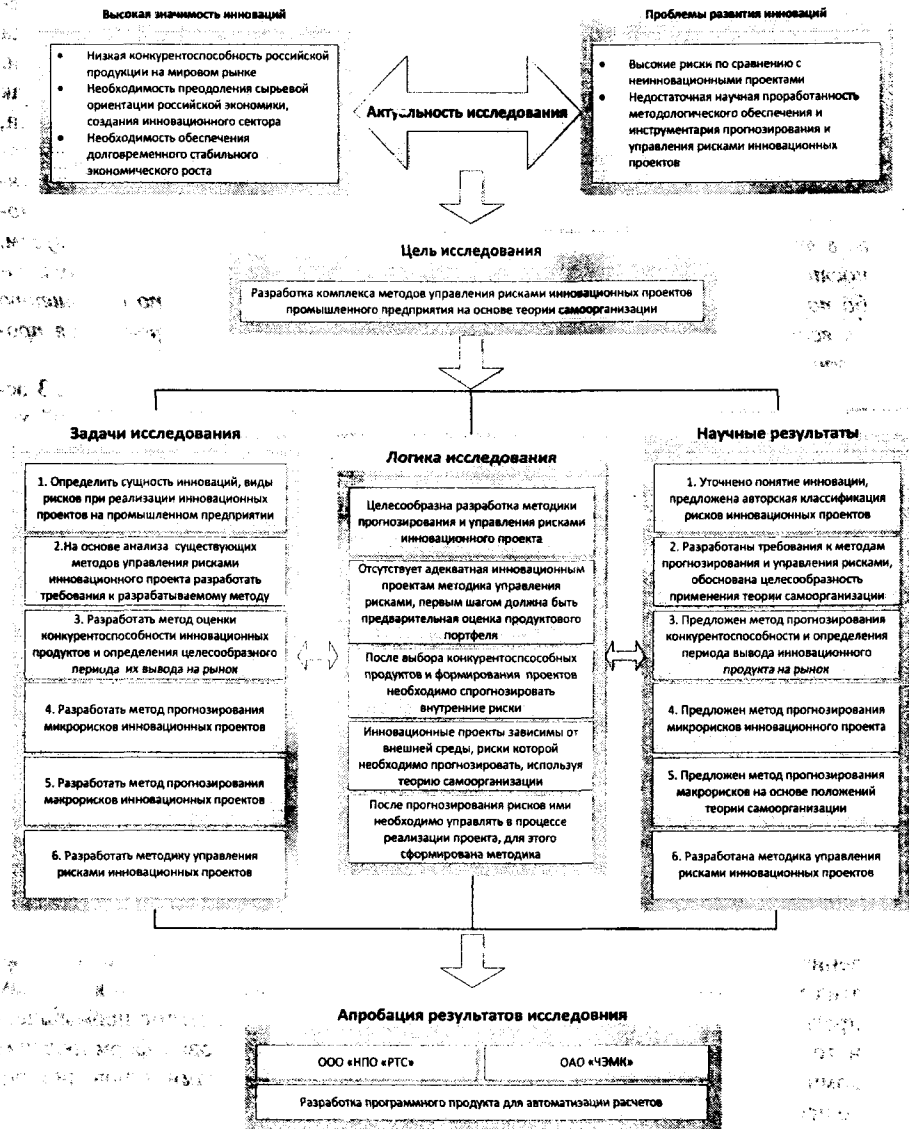 Высокая значимость инноваций
Проблемы развития инноваций
• Низкая конкурентоспособность российской
продукции на мировом рынке
• Необходимость преодоления сырьевой
ориентации российской экономики,
создания инновационного сектора
• Необходимость обеспечения
долговременного стабильного
экономического роста
Актуальность исследования
• Высокие риски по сравнению с
неинновационными проектами
• Недостаточная научная проработанность
методологического обеспечения и
инструментария прогнозирования и
управления рисками инновационных
проектов
Цель исследования
Разработка комплекса методов управления рисками инновационных проектов
промышленного предприятия на основе теории самоорганизации
Задачи исследования
1. Определить сущность инноваций, виды
рисков при реализации инновационных
проектов на промышленном предприятии
2.На основе анализа существующих
методов управления рисками
инновационного проекта разработать
требования к разрабатываемому методу
3. Разработать метод оценки
конкурентоспособности инновационных
продуктов и определения целесообразного
периода их вывода на рынок
4. Разработать метод прогнозирования
микрорисков инновационных проектов
5. Разработать метод прогнозирования
макрорисков инновационных проектов
6. Разработать методику управления
рисками инновационных проектов
Логика исследования
Целесообразна разработка методики
прогнозирования и управления рисками
инновационного проекта
Отсутствует адекватная инновационным
проектам методика управления
рисками, первым шагом должна быть
предварительная оценка продуктового
портфеля
После выбора конкурентоспособных
продуктов и формирования проектов
необходимо спрогнозировать
внутренние риски
Инновационные проекты зависимы от
внешней среды, риски которой
необходимо прогнозировать, используя
теорию самоорганизации
После прогнозирования рисков ими
необходимо управлять в процессе
реализации проекта, для этого
сформирована методика
Научные результаты
1. Уточнено понятие инновации,
предложена авторская классификация
рисков инновационных проектов
2. Разработаны требования к методам
прогнозирования и управления рисками,
обоснована целесообразность
применения теории самоорганизации
3. Предложен метод прогнозирования
конкурентоспособности и определения
периода вывода инновационного
продукта на рынок
4. Предложен метод прогнозирования
микрорисков инновационного проекта
5. Предложен метод прогнозирования
макрорисков на основе положений
теории самоорганизации
6. Разработана методика управления
рисками инновационных проектов
Апробация результатов исследовния
ООО «НПО «РТС»
ОАО «ЧЭМК»
Разработка программного продукта для автоматизации расчетов